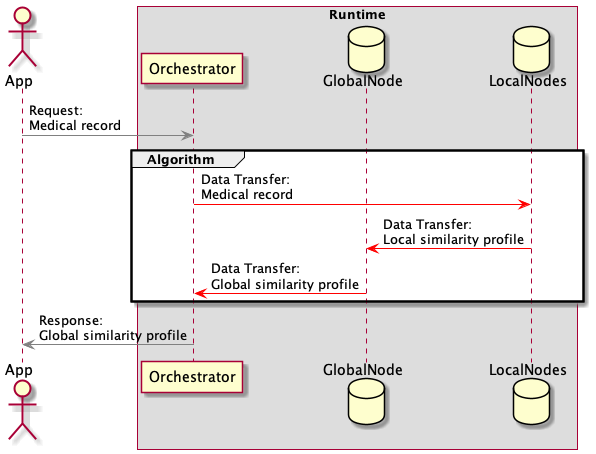 Runtime
App
Orchestrator
GlobalNode
LocalNodes
Request:
Medical record
Algorithm
Data Transfer:
Medical record
Data Transfer:
Local similarity profile
Data Transfer:
Global similarity profile
Response:
Global similarity profile
App
Orchestrator
GlobalNode
LocalNodes